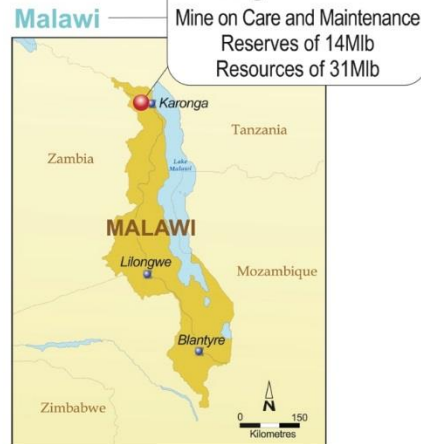 Malawi
Mine on Care and Maintenance
Reserves of 14Mlb
Resources of 31Mlb
Karonga
Tanzania
Zambia
Lake
Malawi
MALAWI
Lilongwe
Mozambique
Blantyre
Zimbabwe
N
0 150
Kilometres